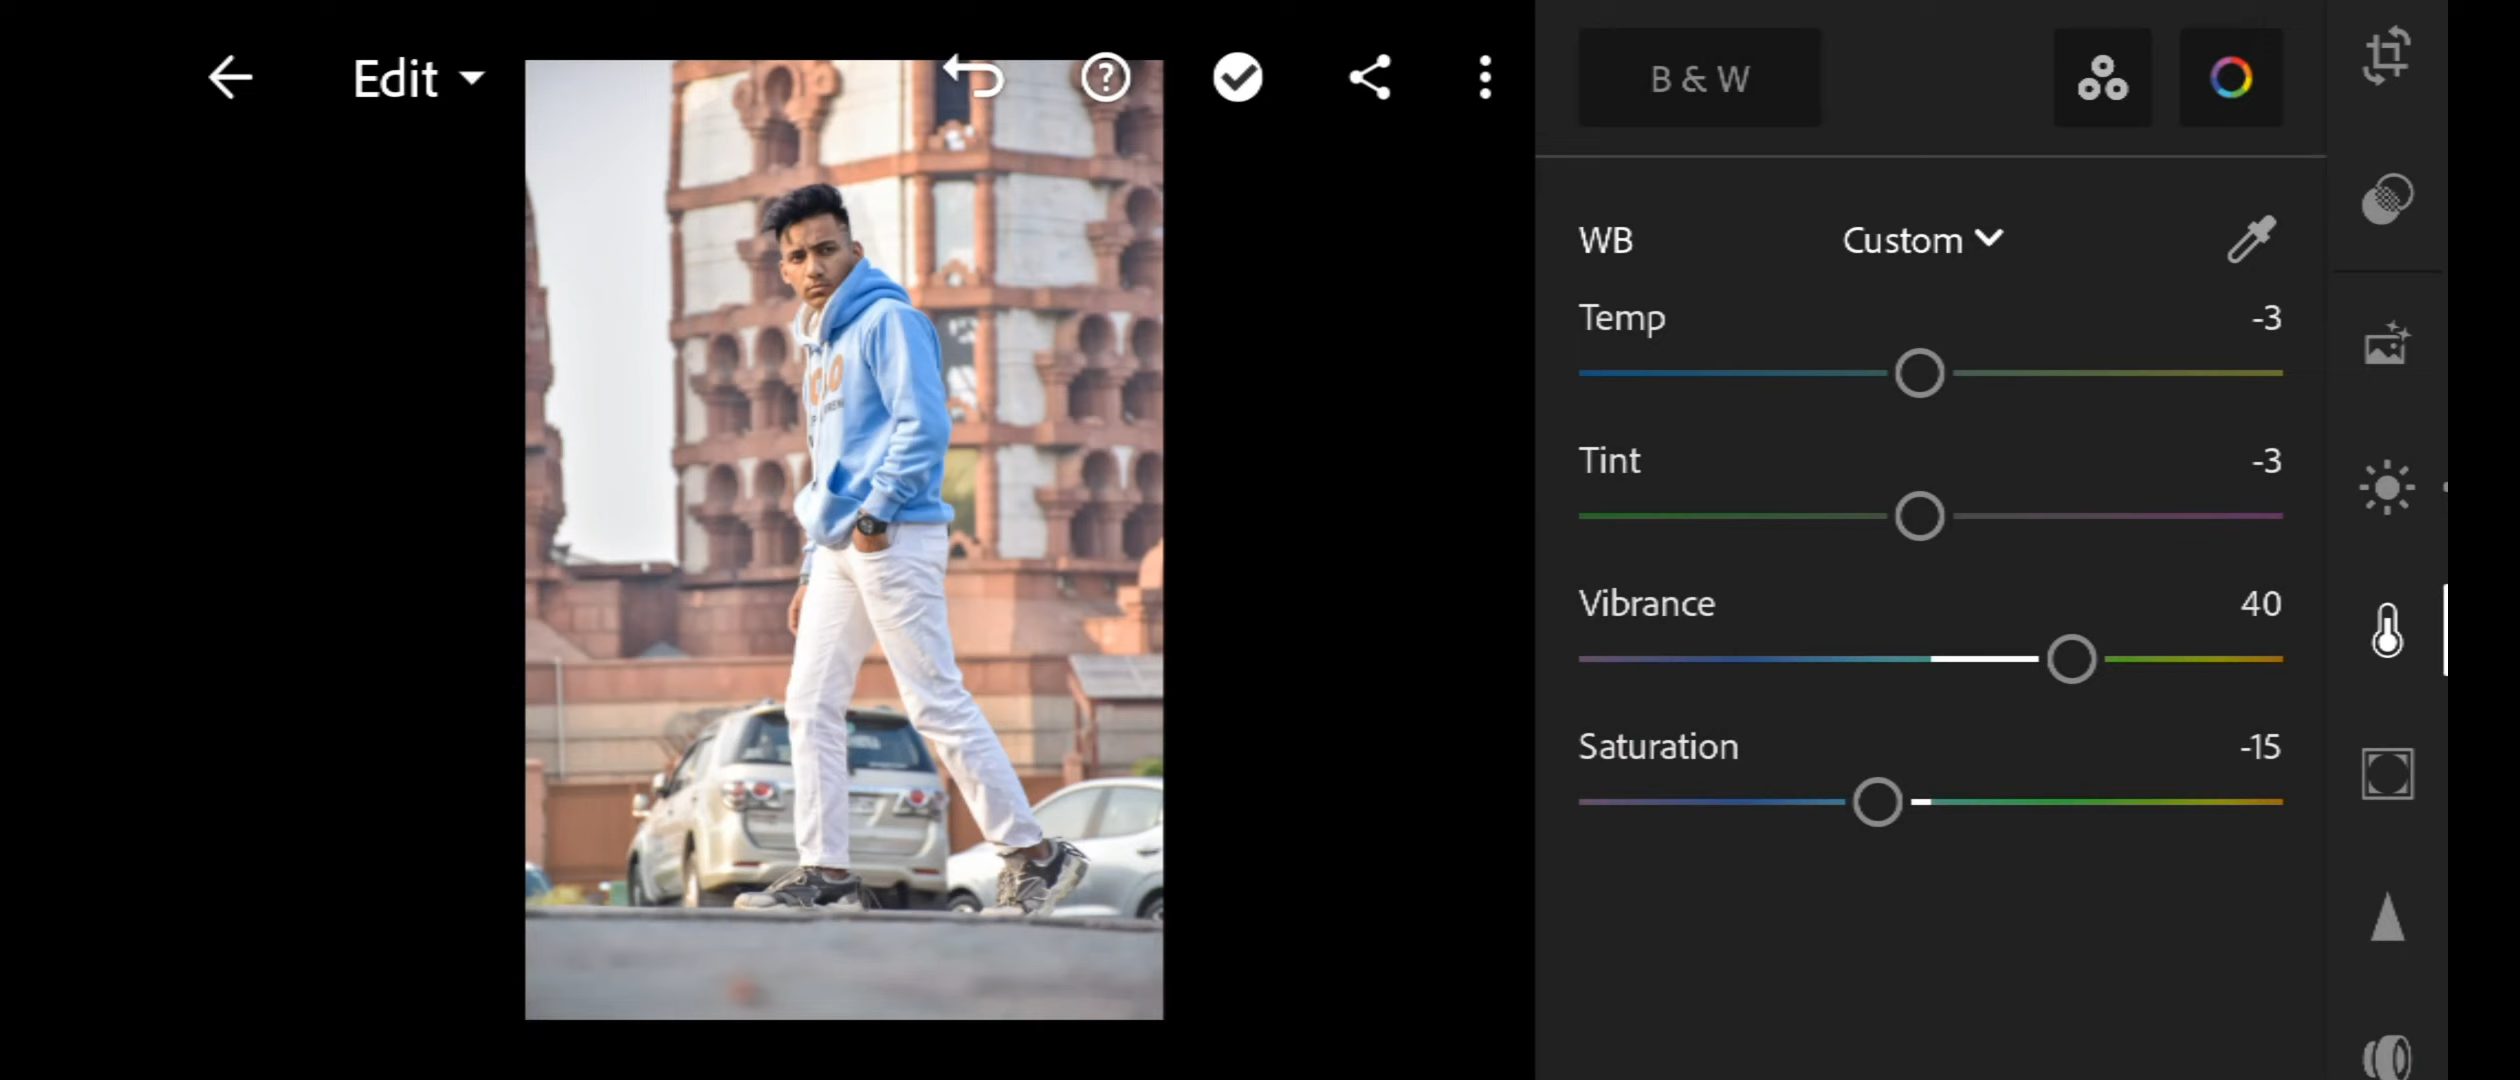 Edit
B & W
WB Custom
Temp -3
Tint -3
Vibrance 40
Saturation -15